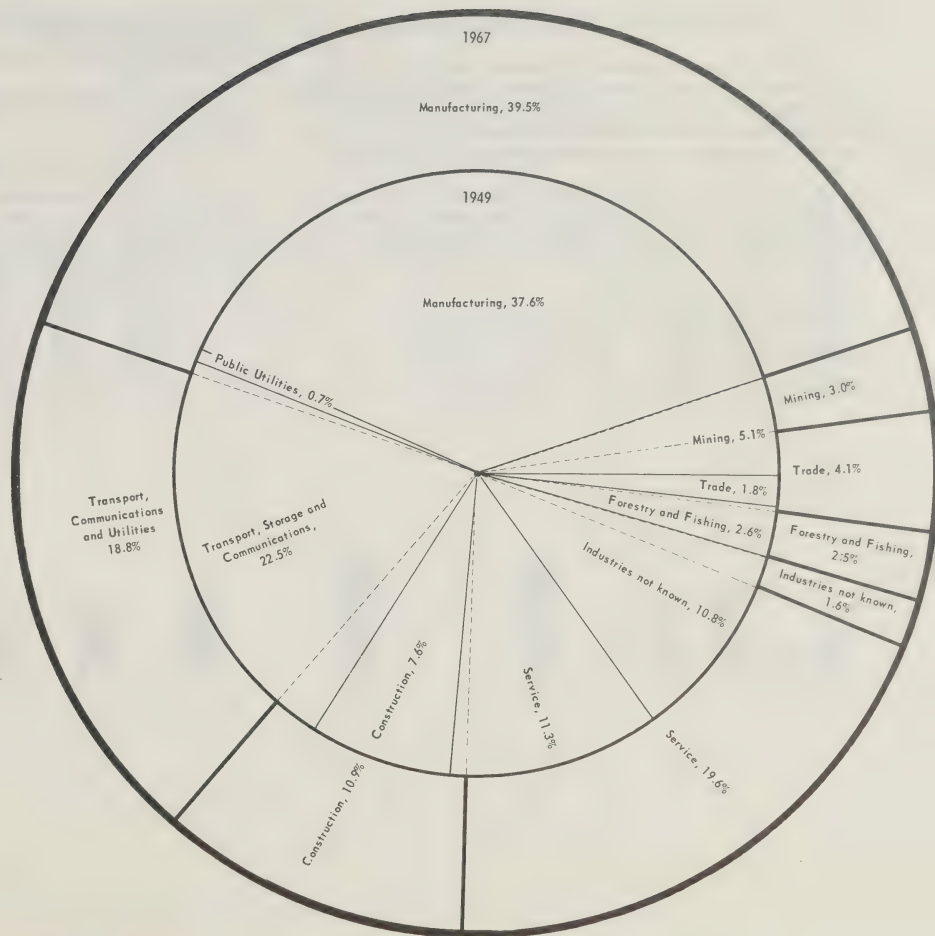 1967
Manufacturing, 39.5%
1949
Manufacturing, 37.6%
Public Utilities, 0.7%
Mining, 3.0%
Mining, 5.1%
Trade, 4.1%
Trade, 1.8%
Forestry and Fishing, 2.6%
Forestry and Fishing,
2.5%
Industries not known,
1.6%
Industries not known, 10.8%
Transport,
Communications
and Utilities
18.8%
Transport, Storage and
Communications,
22.5%
Construction, 7.6%
Construction, 10.9%
Service, 11.3%
Service, 19.6%